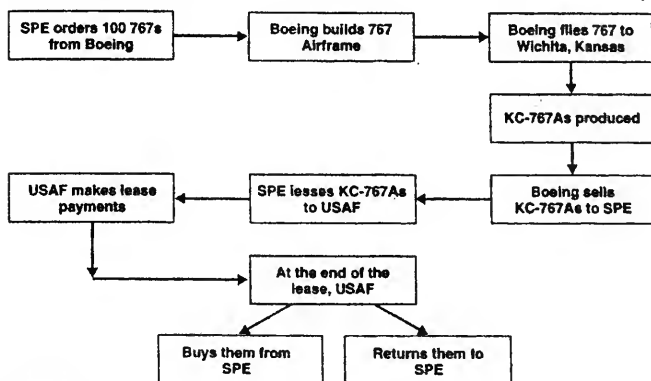 SPE orders 100 767s
from Boeing
Boeing builds 767
Airframe
Boeing flies 767 to
Wichita, Kansas
KC-767As produced
Boeing sells
KC-767As to SPE
SPE lesses KC-767As
to USAF
USAF makes lease
payments
At the end of the
lease, USAF
Buys them from
SPE
Returns them to
SPE